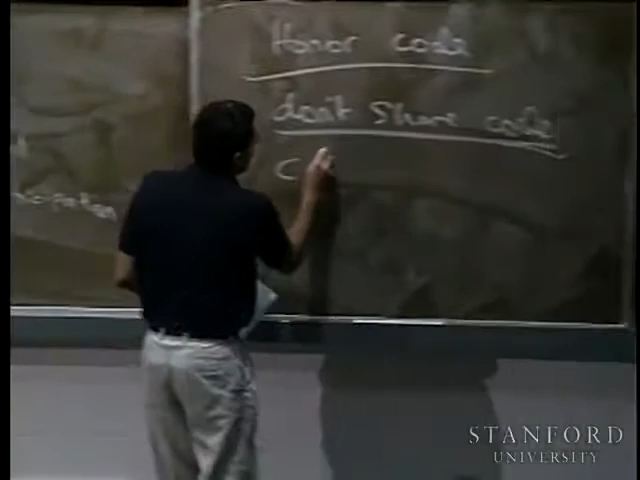 Honor code
don't Share code
C
STANFORD
UNIVERSITY